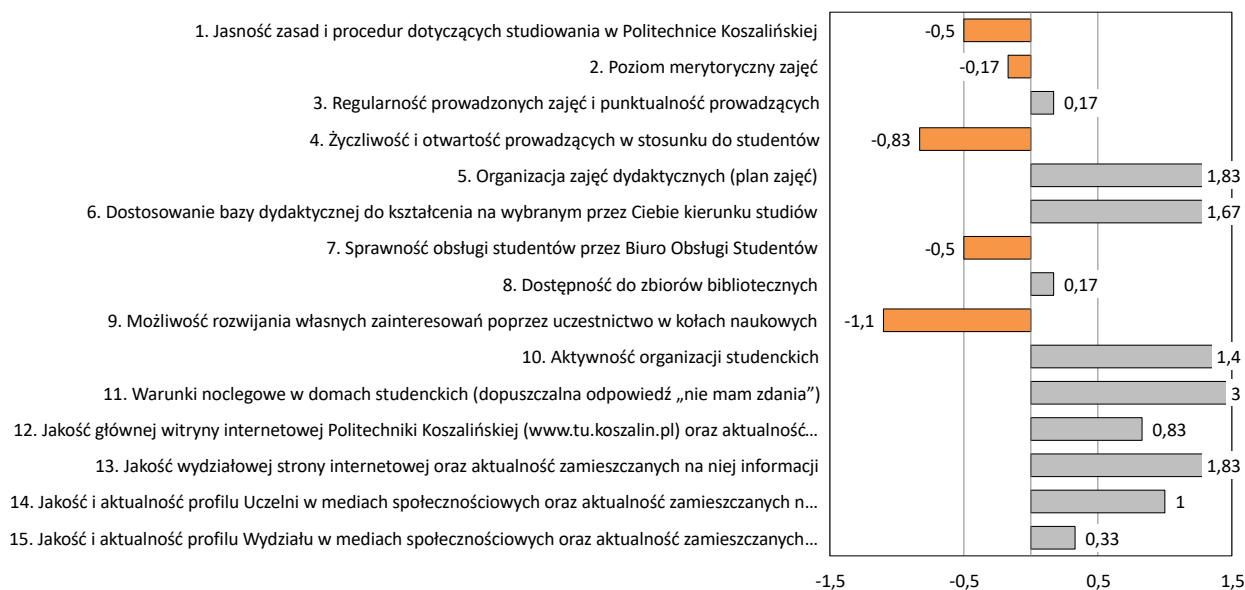 1. Jasność zasad i procedur dotyczących studiowania w Politechnice Koszalińskiej -0,5
2. Poziom merytoryczny zajęć -0,17
3. Regularność prowadzonych zajęć i punktualność prowadzących 0,17
4. Życzliwość i otwartość prowadzących w stosunku do studentów -0,83
5. Organizacja zajęć dydaktycznych (plan zajęć) 1,83
6. Dostosowanie bazy dydaktycznej do kształcenia na wybranym przez Ciebie kierunku studiów 1,67
7. Sprawność obsługi studentów przez Biuro Obsługi Studentów -0,5
8. Dostępność do zbiorów bibliotecznych 0,17
9. Możliwość rozwijania własnych zainteresowań poprzez uczestnictwo w kołach naukowych -1,1
10. Aktywność organizacji studenckich 1,4
11. Warunki noclegowe w domach studenckich (dopuszczalna odpowiedź „nie mam zdania”) 3
12. Jakość głównej witryny internetowej Politechniki Koszalińskiej (www.tu.koszalin.pl) oraz aktualność... 0,83
13. Jakość wydziałowej strony internetowej oraz aktualność zamieszczanych na niej informacji 1,83
14. Jakość i aktualność profilu Uczelni w mediach społecznościowych oraz aktualność zamieszczanych n... 1
15. Jakość i aktualność profilu Wydziału w mediach społecznościowych oraz aktualność zamieszczanych... 0,33
-1,5 -0,5 0,5 1,5